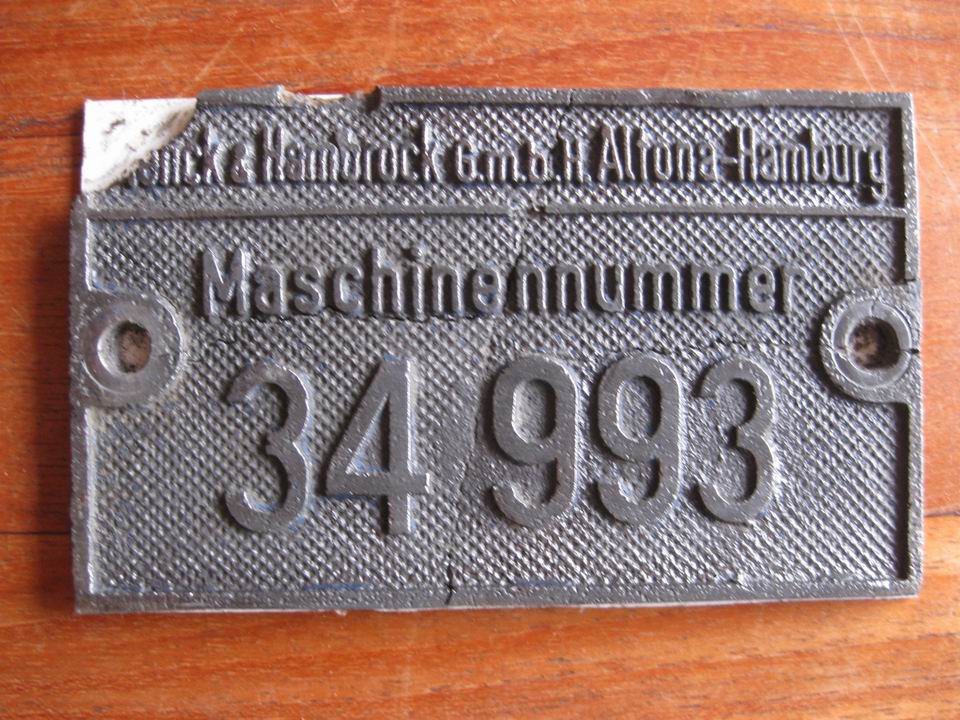 & Hambrock G.m.b.H. Altona-Hamburg
Maschinennummer
34 993